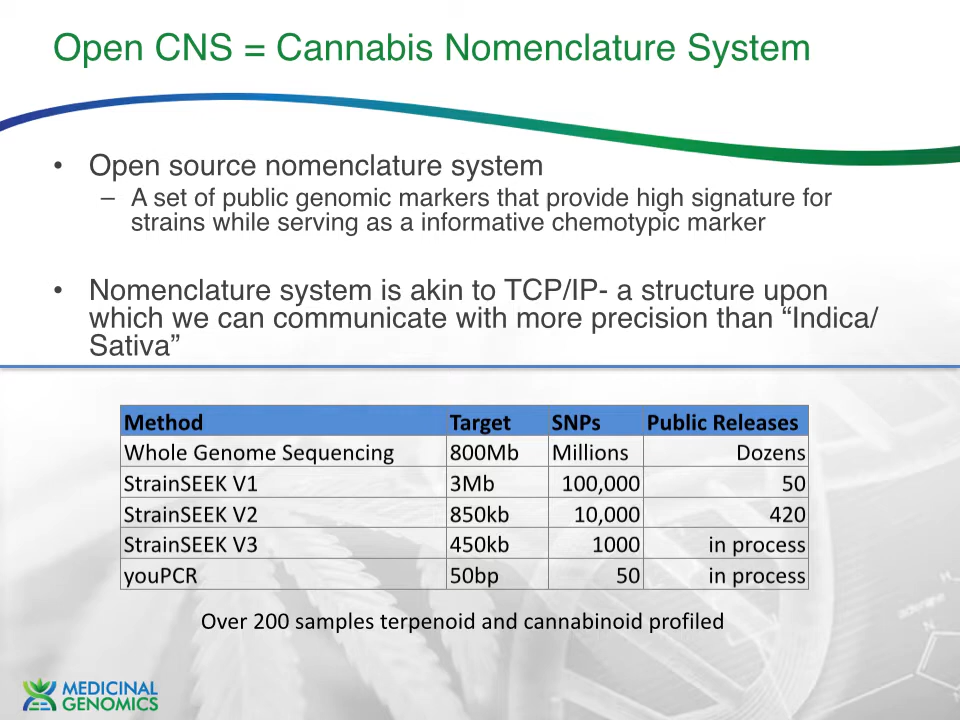 Open CNS = Cannabis Nomenclature System
• Open source nomenclature system
– A set of public genomic markers that provide high signature for
strains while serving as a informative chemotypic marker
• Nomenclature system is akin to TCP/IP- a structure upon
which we can communicate with more precision than “Indica/
Sativa”
Method Target SNPs Public Releases
Whole Genome Sequencing 800Mb Millions Dozens
StrainSEEK V1 3Mb 100,000 50
StrainSEEK V2 850kb 10,000 420
StrainSEEK V3 450kb 1000 in process
youPCR 50bp 50 in process
Over 200 samples terpenoid and cannabinoid profiled
MEDICINAL
GENOMICS